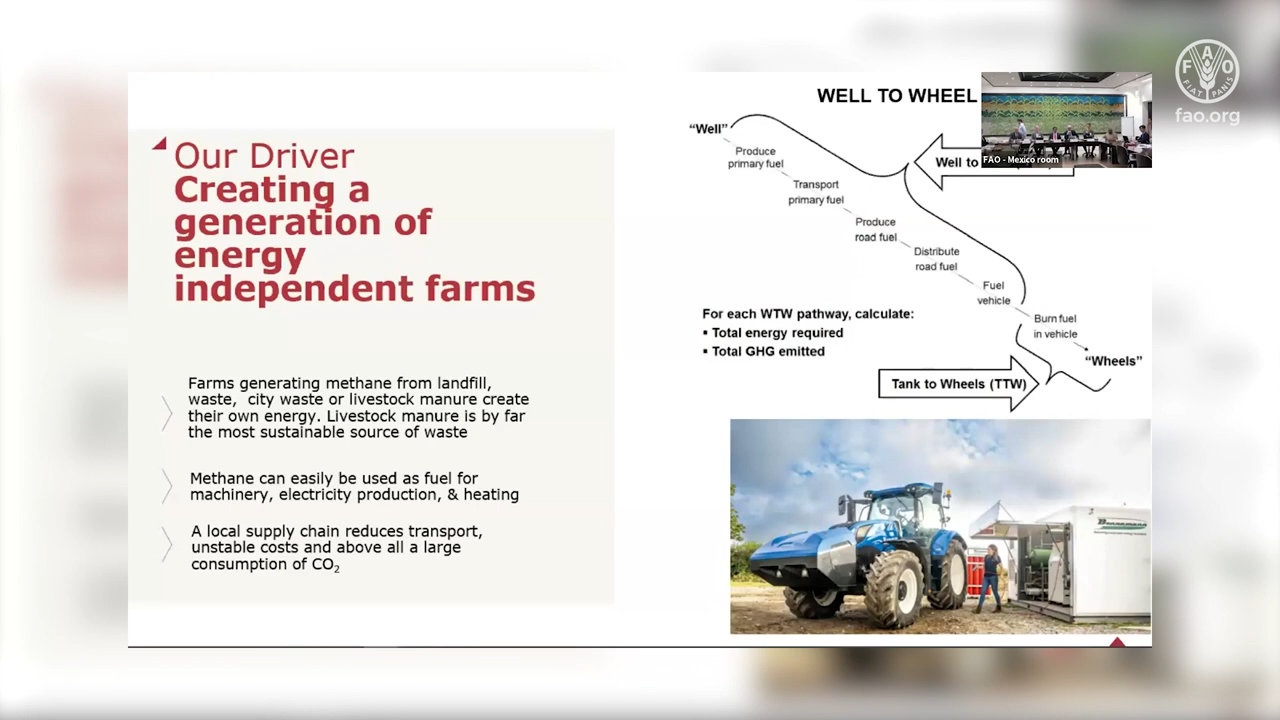 Our Driver
Creating a
generation of
energy
independent farms
Farms generating methane from landfill,
waste, city waste or livestock manure create
their own energy. Livestock manure is by far
the most sustainable source of waste
Methane can easily be used as fuel for
machinery, electricity production, & heating
A local supply chain reduces transport,
unstable costs and above all a large
consumption of CO2
WELL TO WHEEL
“Well”
Produce
primary fuel
Transport
primary fuel
Produce
road fuel
Distribute
road fuel
Fuel
vehicle
Burn fuel
in vehicle
“Wheels”
Well to
For each WTW pathway, calculate:
▪ Total energy required
▪ Total GHG emitted
Tank to Wheels (TTW)
FAO - Mexico room
F A O
FIAT PANIS
fao.org
Bennamann